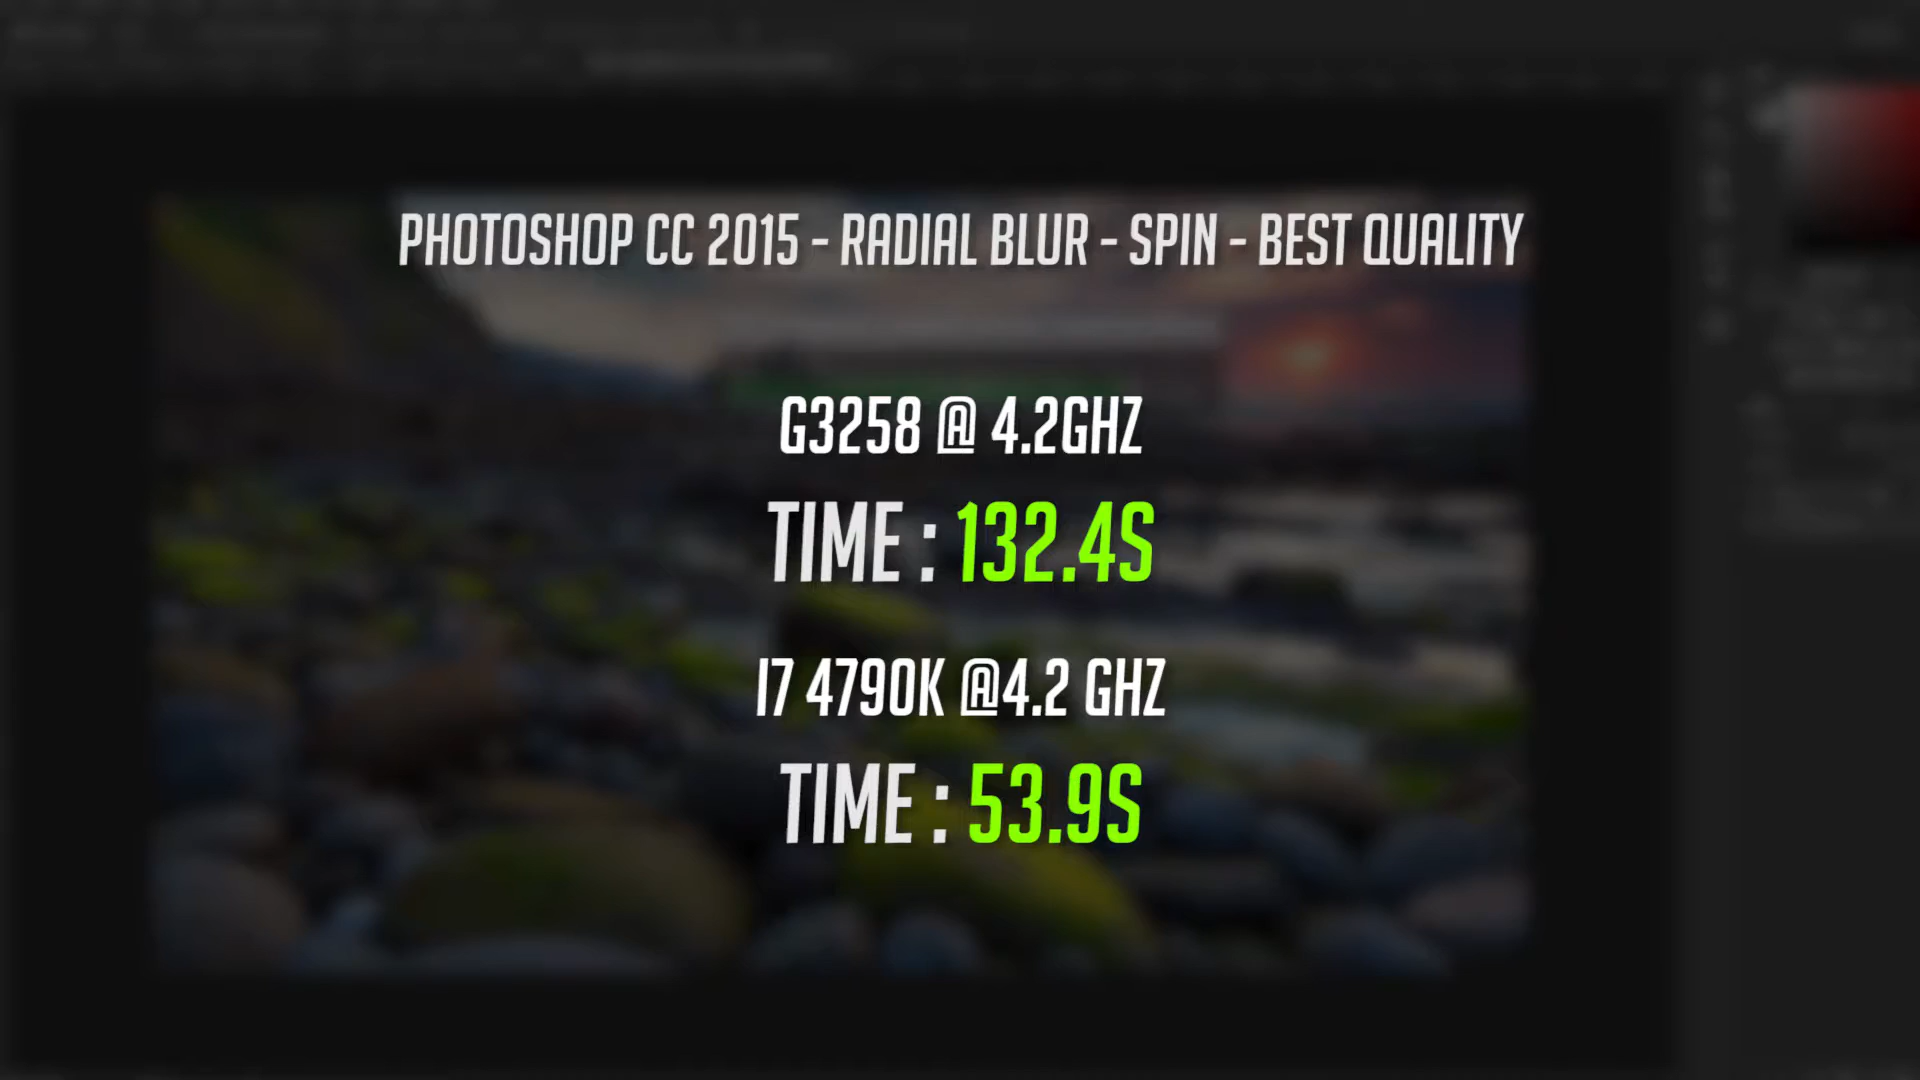 PHOTOSHOP CC 2015 - RADIAL BLUR - SPIN - BEST QUALITY
G3258 @ 4.2GHZ
TIME : 132.4S
I7 4790K @4.2 GHZ
TIME : 53.9S